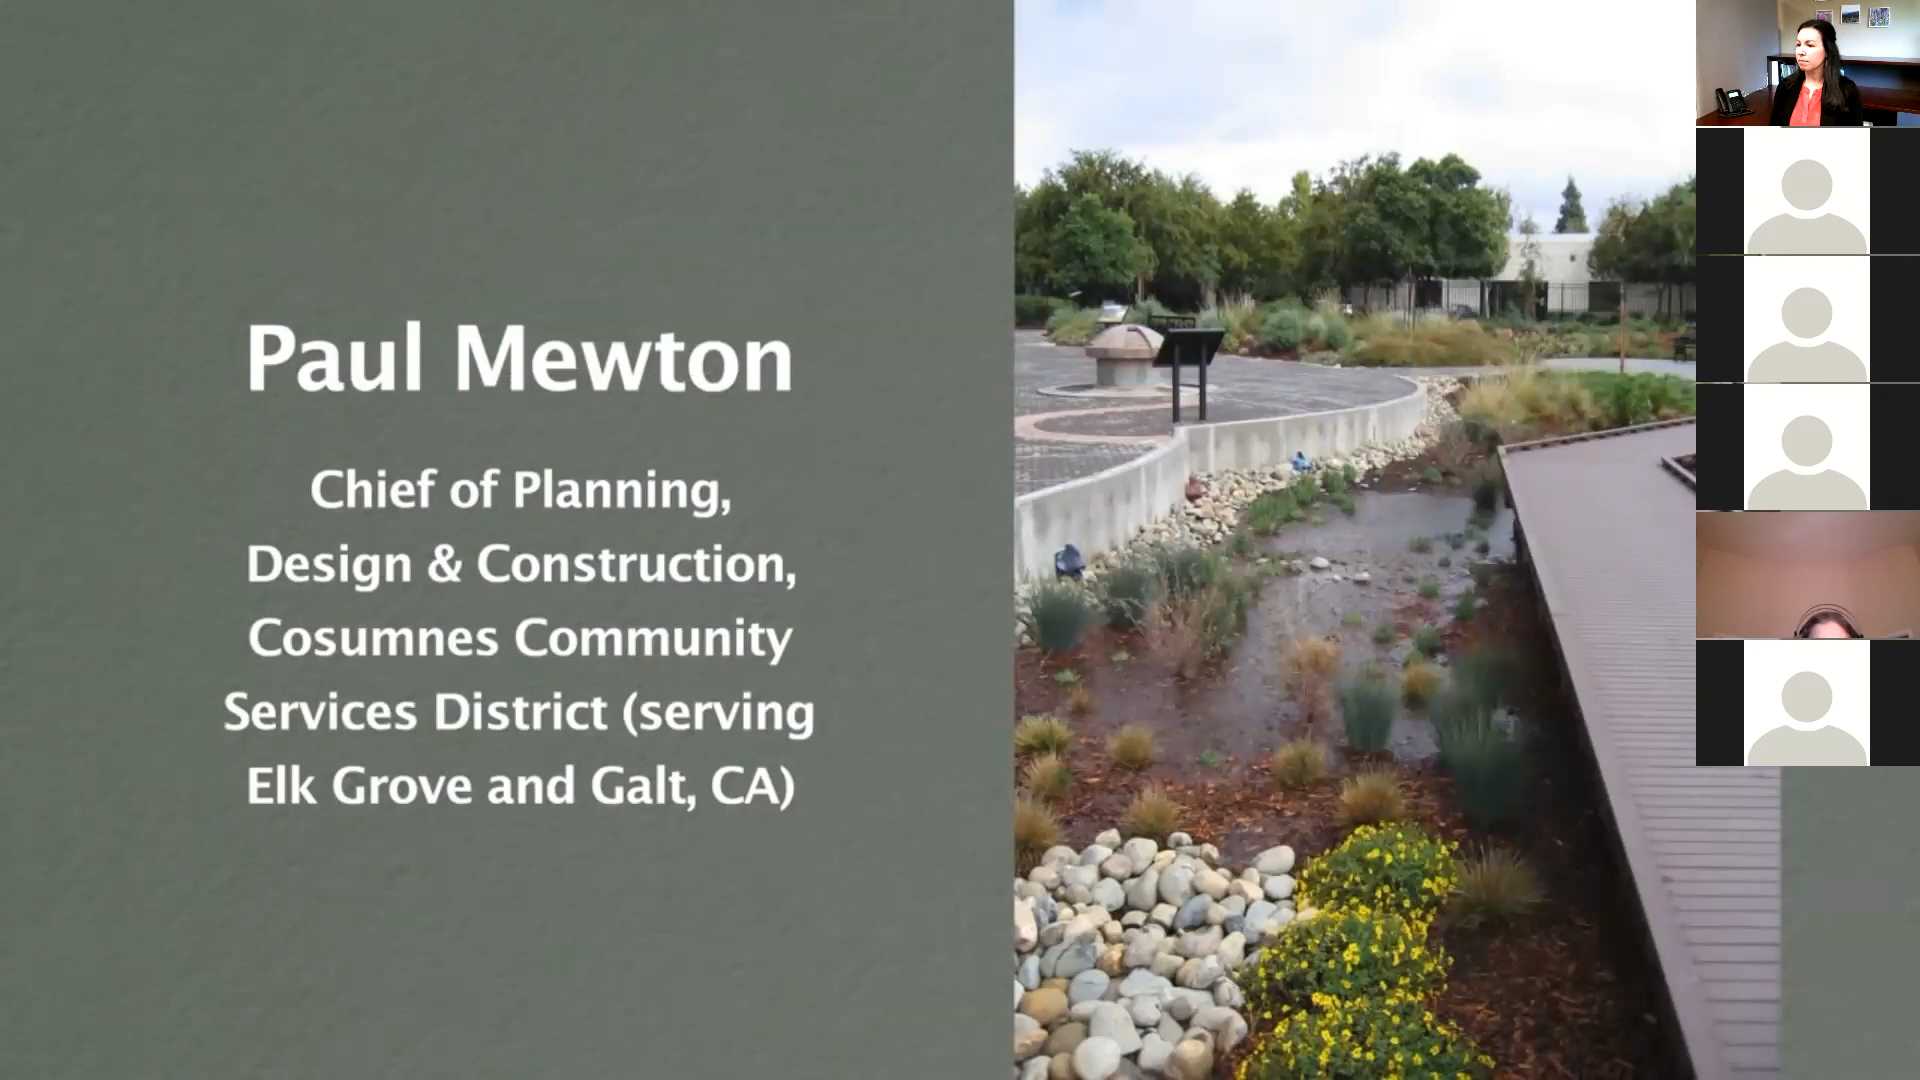 Paul Mewton
Chief of Planning,
Design & Construction,
Cosumnes Community
Services District (serving
Elk Grove and Galt, CA)